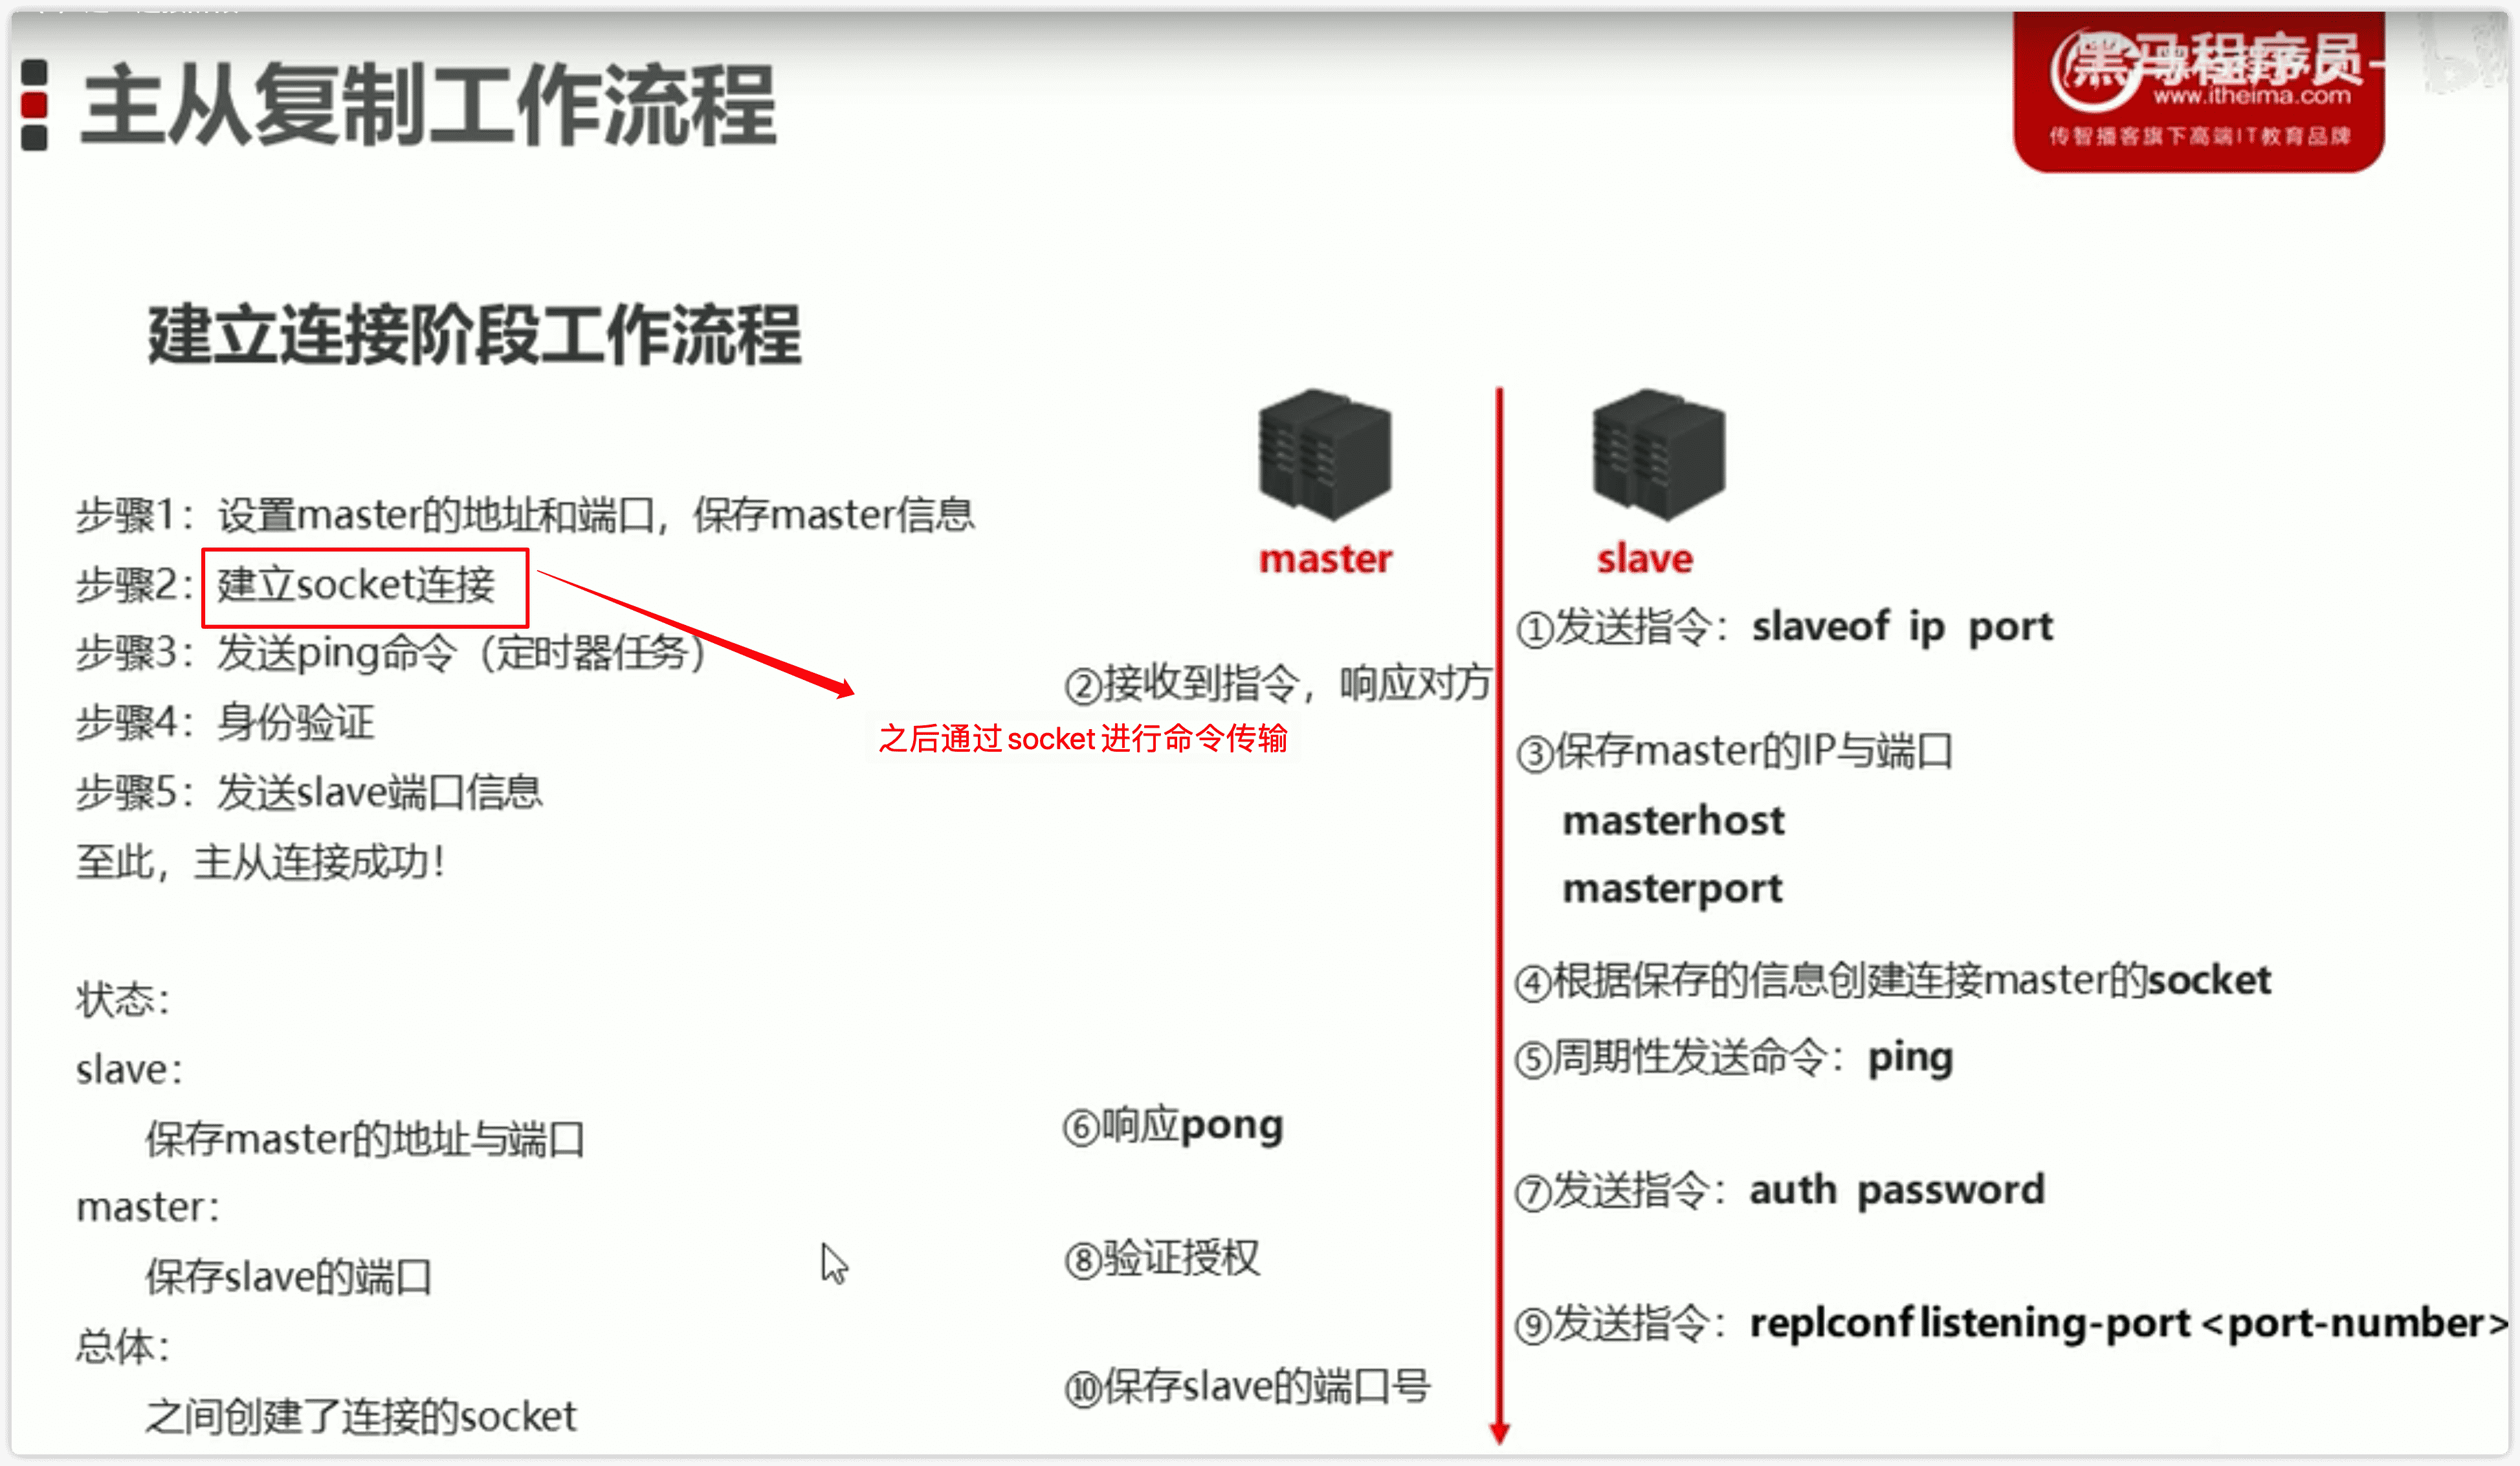 主从复制工作流程
黑马程序员-
www.itheima.com
传智播客旗下高端IT教育品牌
建立连接阶段工作流程
步骤1：设置master的地址和端口，保存master信息
步骤2：建立socket连接
步骤3：发送ping命令（定时器任务）
步骤4：身份验证
步骤5：发送slave端口信息
至此，主从连接成功！
状态：
slave：
保存master的地址与端口
master：
保存slave的端口
总体：
之间创建了连接的socket
之后通过socket进行命令传输
master
slave
①发送指令：slaveof ip port
②接收到指令，响应对方
③保存master的IP与端口
masterhost
masterport
④根据保存的信息创建连接master的socket
⑤周期性发送命令：ping
⑥响应pong
⑦发送指令：auth password
⑧验证授权
⑨发送指令：replconf listening-port <port-number>
⑩保存slave的端口号